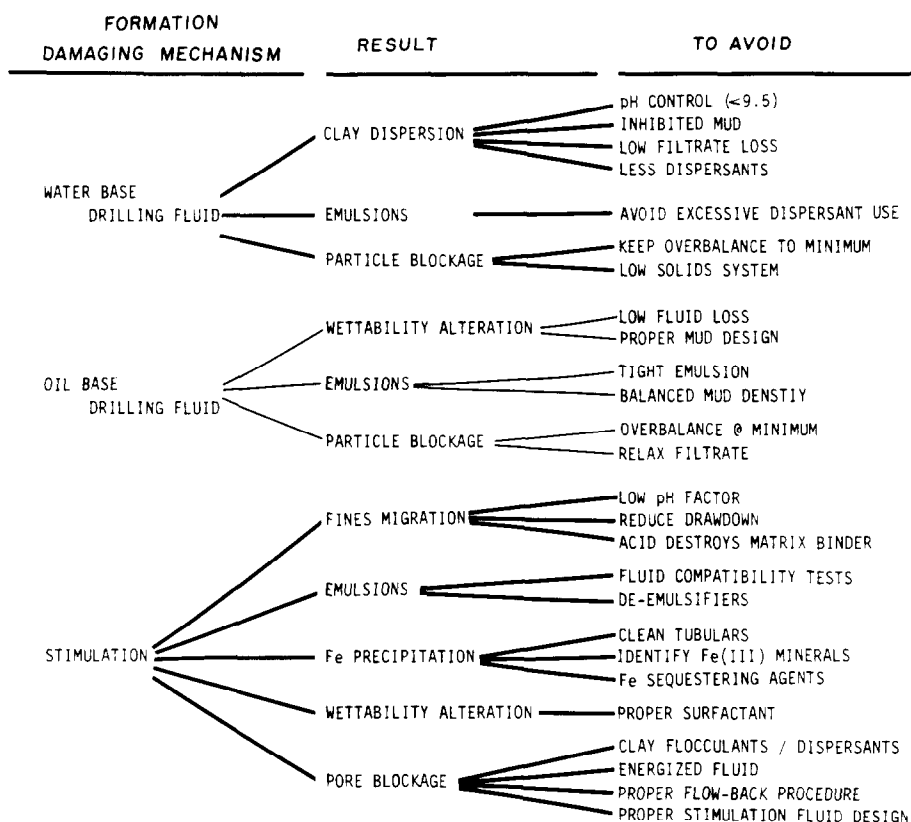 FORMATION
DAMAGING MECHANISM
RESULT
TO AVOID
WATER BASE
DRILLING FLUID
CLAY DISPERSION
pH CONTROL (<9.5)
INHIBITED MUD
LOW FILTRATE LOSS
LESS DISPERSANTS
EMULSIONS
AVOID EXCESSIVE DISPERSANT USE
PARTICLE BLOCKAGE
KEEP OVERBALANCE TO MINIMUM
LOW SOLIDS SYSTEM
OIL BASE
DRILLING FLUID
WETTABILITY ALTERATION
LOW FLUID LOSS
PROPER MUD DESIGN
EMULSIONS
TIGHT EMULSION
BALANCED MUD DENSTIY
PARTICLE BLOCKAGE
OVERBALANCE @ MINIMUM
RELAX FILTRATE
STIMULATION
FINES MIGRATION
LOW pH FACTOR
REDUCE DRAWDOWN
ACID DESTROYS MATRIX BINDER
EMULSIONS
FLUID COMPATIBILITY TESTS
DE-EMULSIFIERS
Fe PRECIPITATION
CLEAN TUBULARS
IDENTIFY Fe(III) MINERALS
Fe SEQUESTERING AGENTS
WETTABILITY ALTERATION
PROPER SURFACTANT
PORE BLOCKAGE
CLAY FLOCCULANTS / DISPERSANTS
ENERGIZED FLUID
PROPER FLOW-BACK PROCEDURE
PROPER STIMULATION FLUID DESIGN